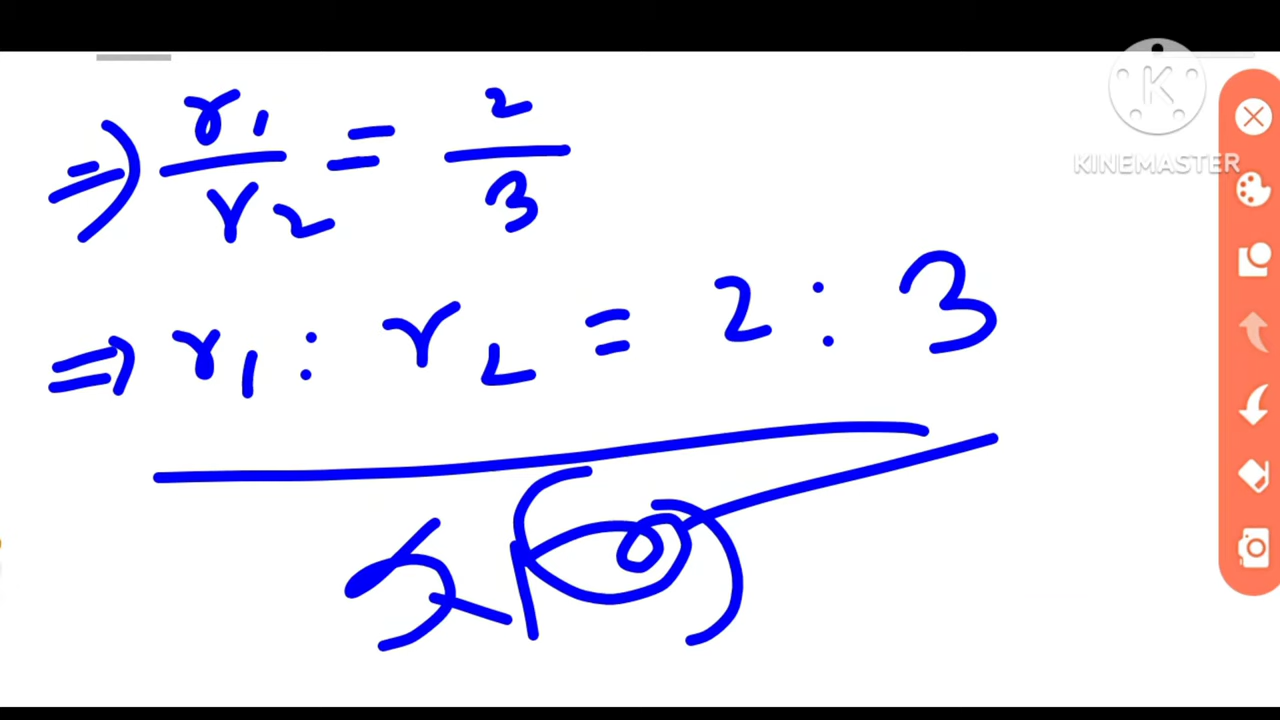 ⇒ r1/r2 = 2/3
⇒ r1 : r2 = 2 : 3
K
KINEMASTER